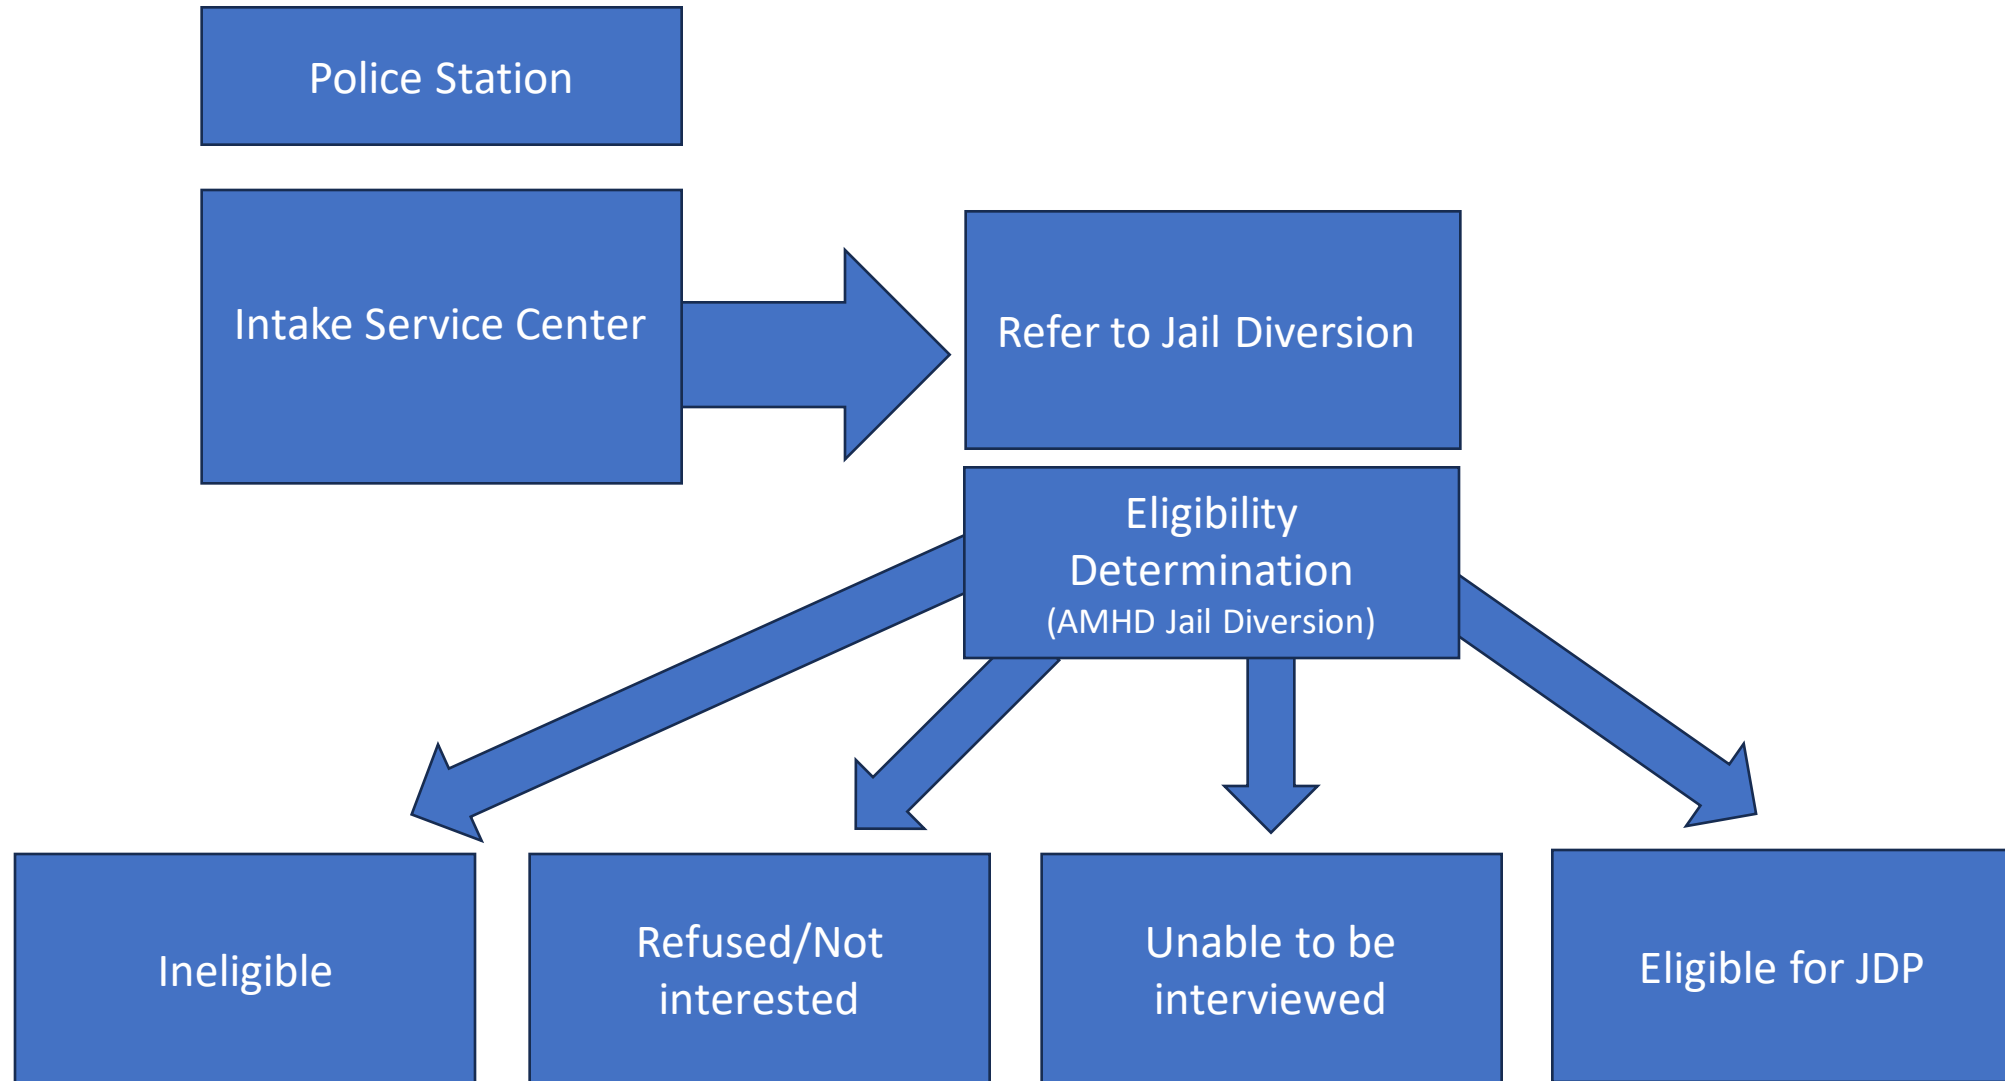 Police Station
Intake Service Center
Refer to Jail Diversion
Eligibility
Determination
(AMHD Jail Diversion)
Ineligible
Refused/Not
interested
Unable to be
interviewed
Eligible for JDP